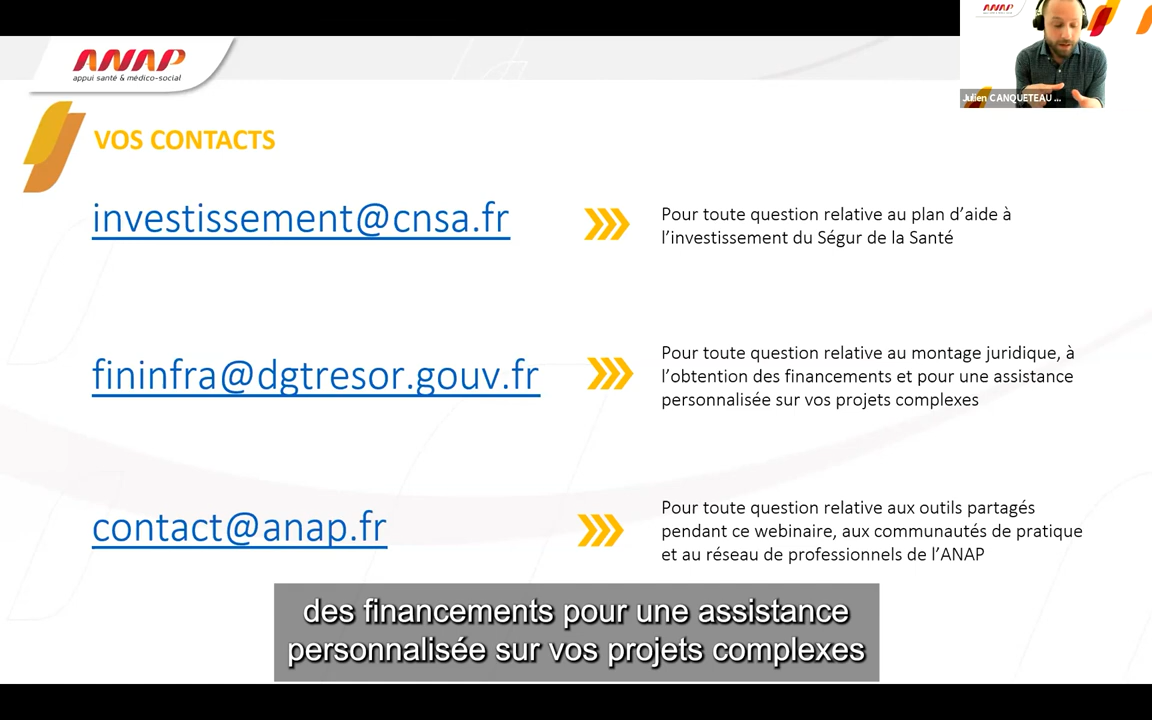 ANAP
appui santé & médico-social
ANAP
Julien CANQUETEAU ...
VOS CONTACTS
investissement@cnsa.fr
Pour toute question relative au plan d’aide à
l’investissement du Ségur de la Santé
fininfra@dgtresor.gouv.fr
Pour toute question relative au montage juridique, à
l’obtention des financements et pour une assistance
personnalisée sur vos projets complexes
contact@anap.fr
Pour toute question relative aux outils partagés
pendant ce webinaire, aux communautés de pratique
et au réseau de professionnels de l’ANAP
des financements pour une assistance
personnalisée sur vos projets complexes